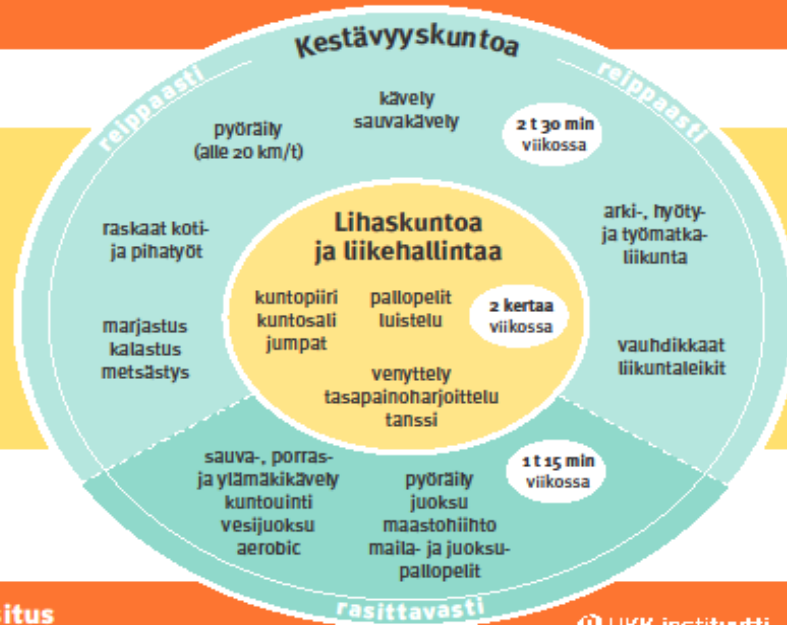 Kestävyyskuntoa
reippaasti
reippaasti
kävely
sauvakävely
pyöräily
(alle 20 km/t)
2 t 30 min
viikossa
raskaat koti-
ja pihatyöt
marjastus
kalastus
metsästys
arki-, hyöty-
ja työmatka-
liikunta
vauhdikkaat
liikuntaleikit
Lihaskuntoa
ja liikehallintaa
kuntopiiri
kuntosali
jumpat
pallopelit
luistelu
2 kertaa
viikossa
venyttely
tasapainoharjoittelu
tanssi
sauva-, porras-
ja ylämäkikävely
kuntouinti
vesijuoksu
aerobic
pyöräily
juoksu
maastohiihto
maila- ja juoksu-
pallopelit
1 t 15 min
viikossa
rasittavasti
situs
UKK-instituutti